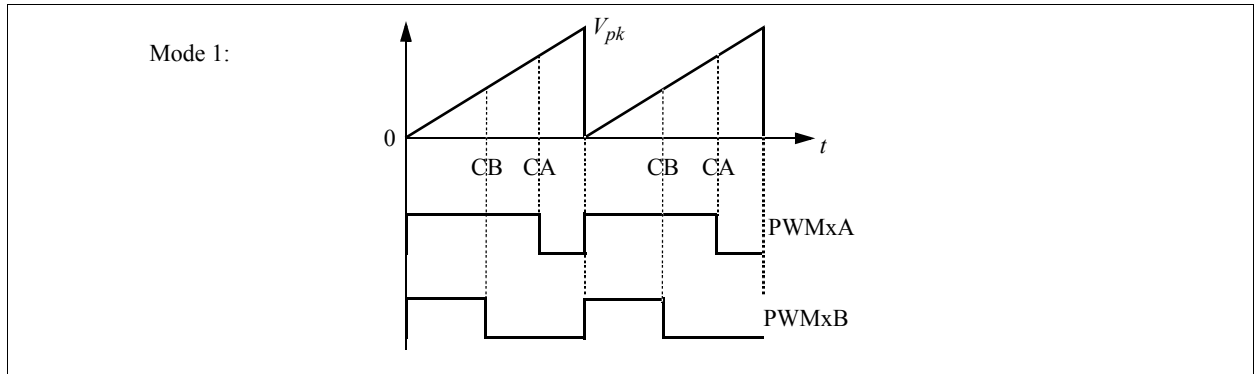 V_pk
Mode 1:
0
t
CB CA CB CA
PWMxA
PWMxB